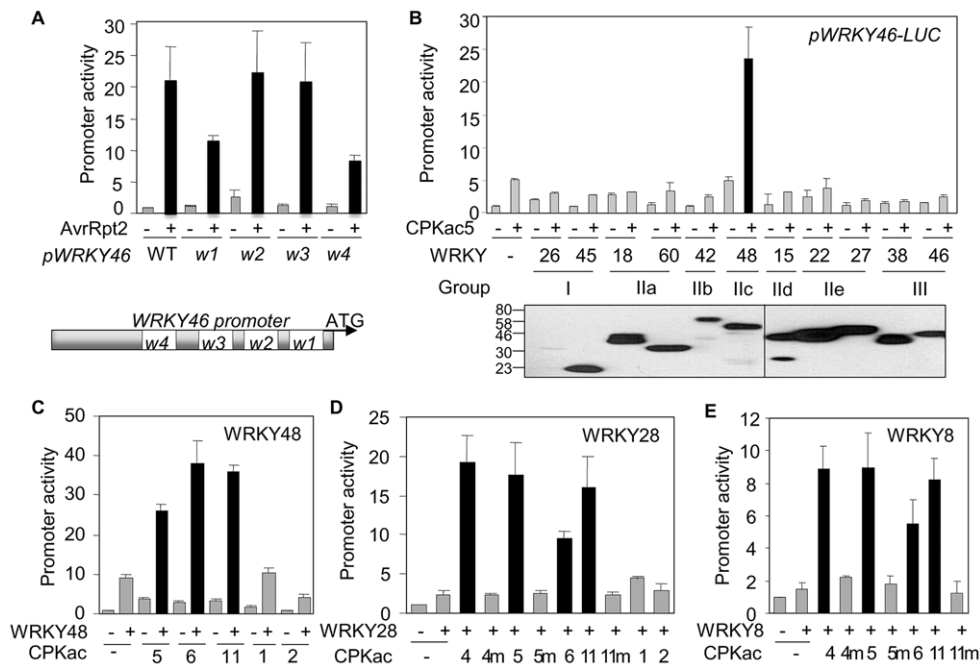 A
Promoter activity
30
25
20
15
10
5
0
AvrRpt2 - + - + - + - + - +
pWRKY46 WT w1 w2 w3 w4
WRKY46 promoter ATG
w4 w3 w2 w1
B
pWRKY46-LUC
Promoter activity
30
25
20
15
10
5
0
CPKac5 - + - + - + - + - + - + - + - + - + - + - + - +
WRKY - 26 45 18 60 42 48 15 22 27 38 46
Group I IIa IIb IIc IId IIe III
80
58
46
30
23
C
WRKY48
Promoter activity
50
40
30
20
10
0
WRKY48 - + - + - + - + - + - +
CPKac - 5 6 11 1 2
D
WRKY28
Promoter activity
25
20
15
10
5
0
WRKY28 - + + + + + + + + + +
CPKac - 4 4m 5 5m 6 11 11m 1 2
E
WRKY8
Promoter activity
12
10
8
6
4
2
0
WRKY8 - + + + + + + + +
CPKac - 4 4m 5 5m 6 11 11m